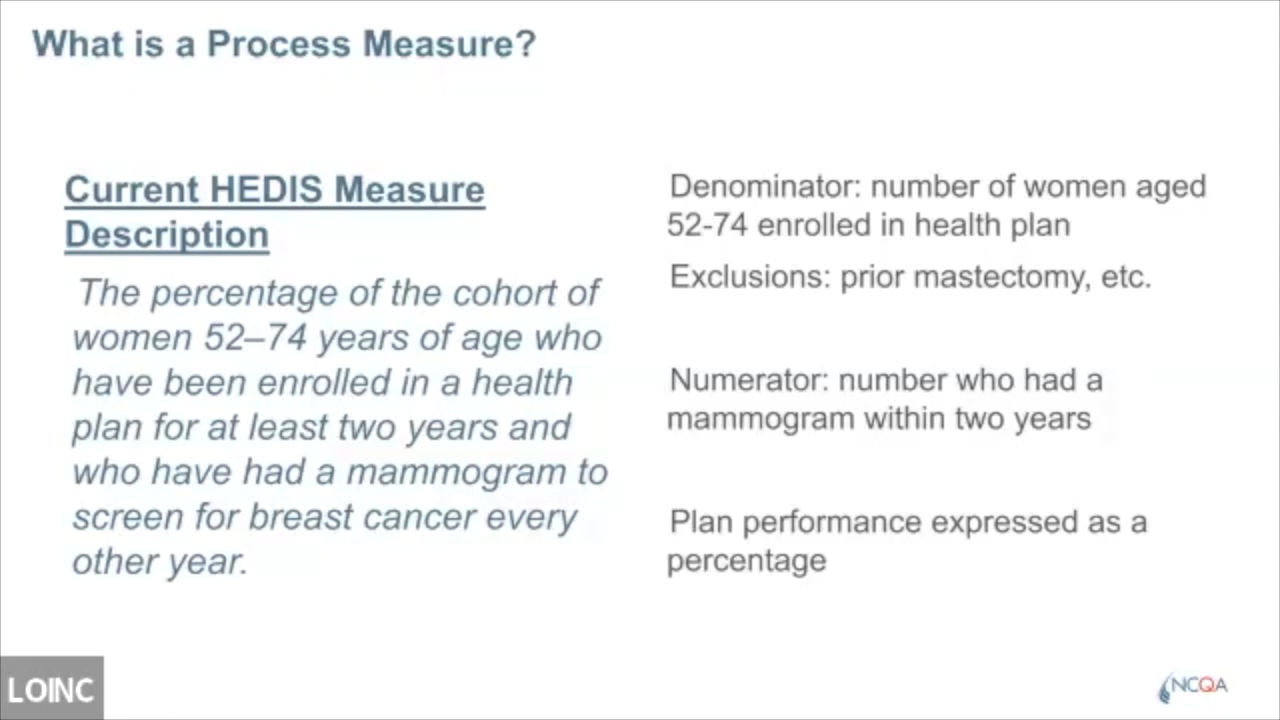 What is a Process Measure?
Current HEDIS Measure
Description
The percentage of the cohort of
women 52–74 years of age who
have been enrolled in a health
plan for at least two years and
who have had a mammogram to
screen for breast cancer every
other year.
Denominator: number of women aged
52-74 enrolled in health plan
Exclusions: prior mastectomy, etc.
Numerator: number who had a
mammogram within two years
Plan performance expressed as a
percentage
LOINC
NCQA